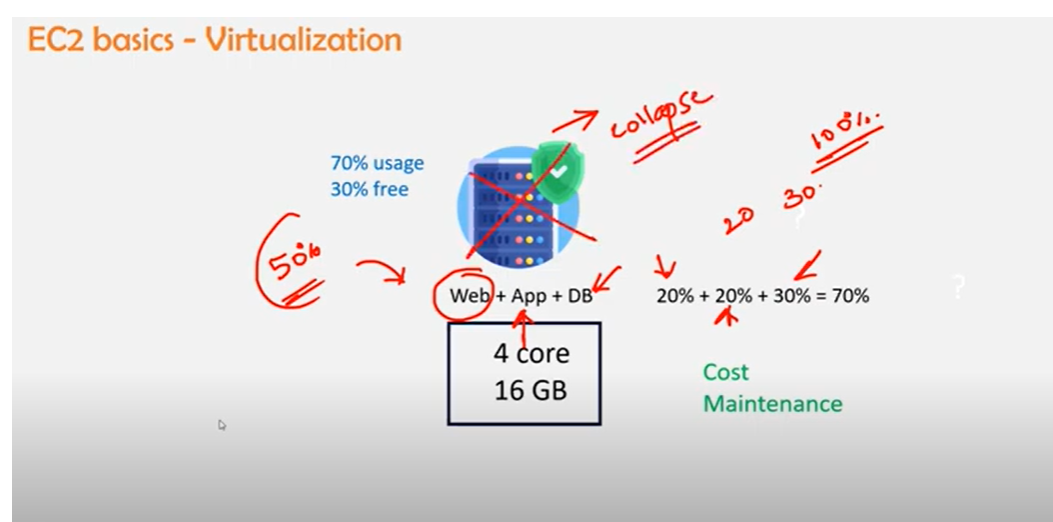 EC2 basics - Virtualization
collapse
100%.
70% usage
30% free
20 30.
?
50%
Web + App + DB
20% + 20% + 30% = 70%
?
4 core
16 GB
Cost
Maintenance